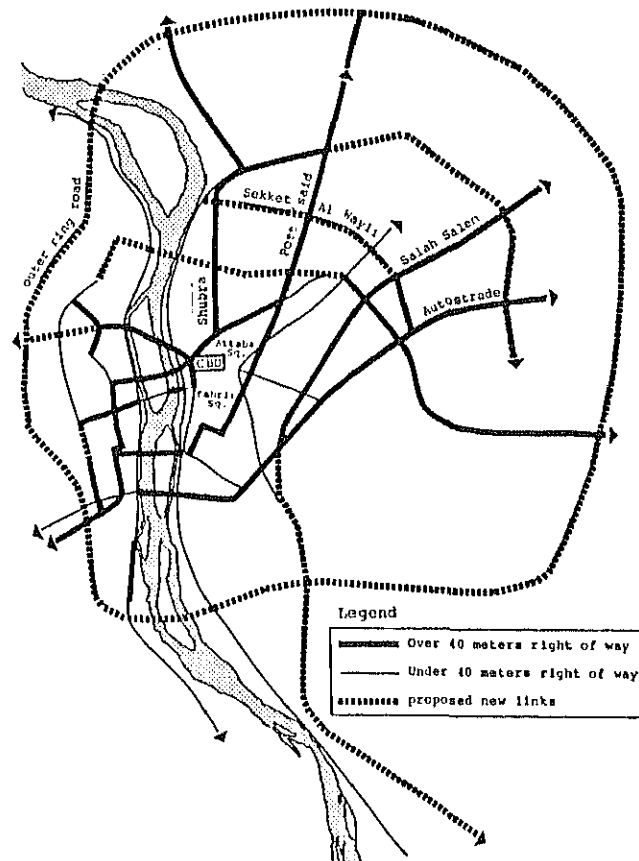 Outer ring road
Sekket Al Wayli
Port said
Salah Salen
Autostrade
Shubra
Attaba
Sq.
CBD
Tahrir
Sq.
Legend
Over 40 meters right of way
Under 40 meters right of way
proposed new links